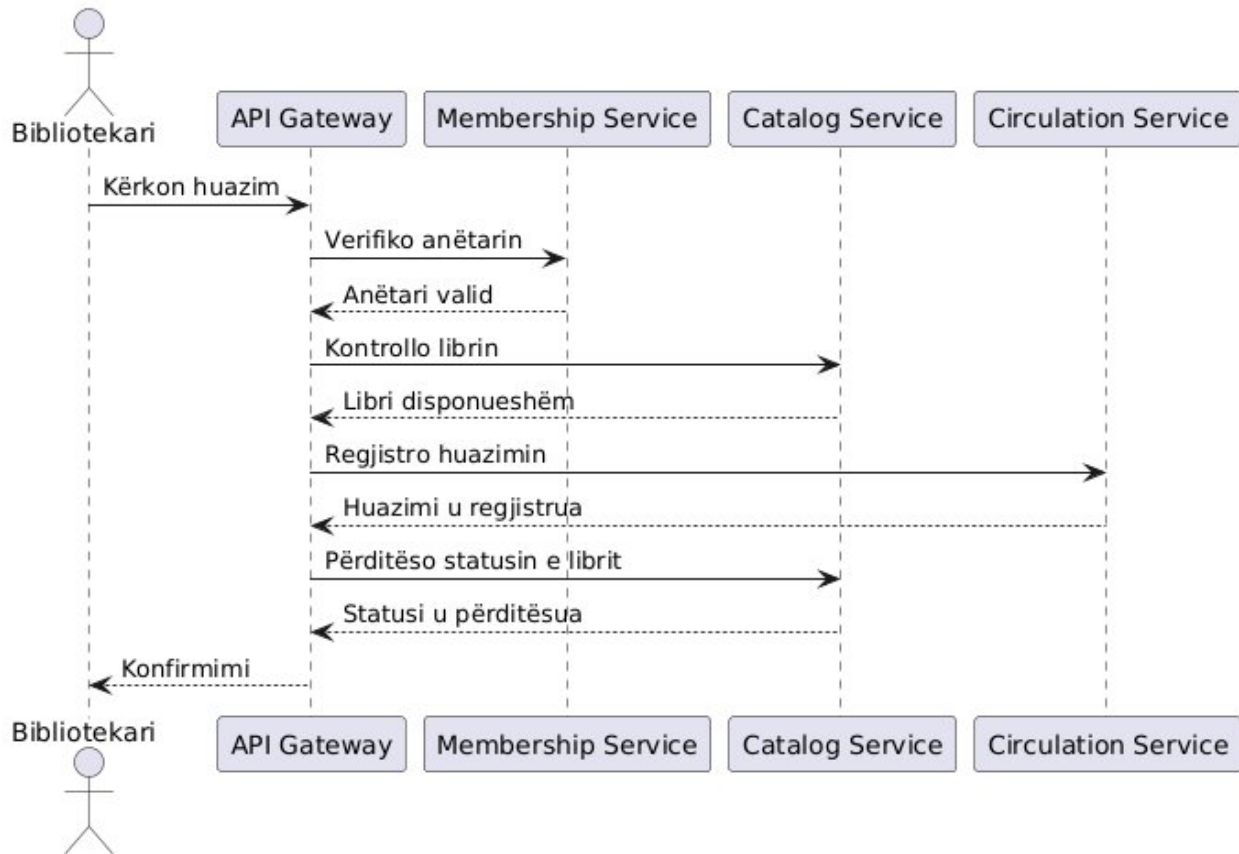 Bibliotekari
API Gateway
Membership Service
Catalog Service
Circulation Service
Kërkon huazim
Verifiko anëtarin
Anëtari valid
Kontrollo librin
Libri disponueshëm
Regjistro huazimin
Huazimi u regjistrua
Përditëso statusin e librit
Statusi u përditësua
Konfirmimi
Bibliotekari
API Gateway
Membership Service
Catalog Service
Circulation Service